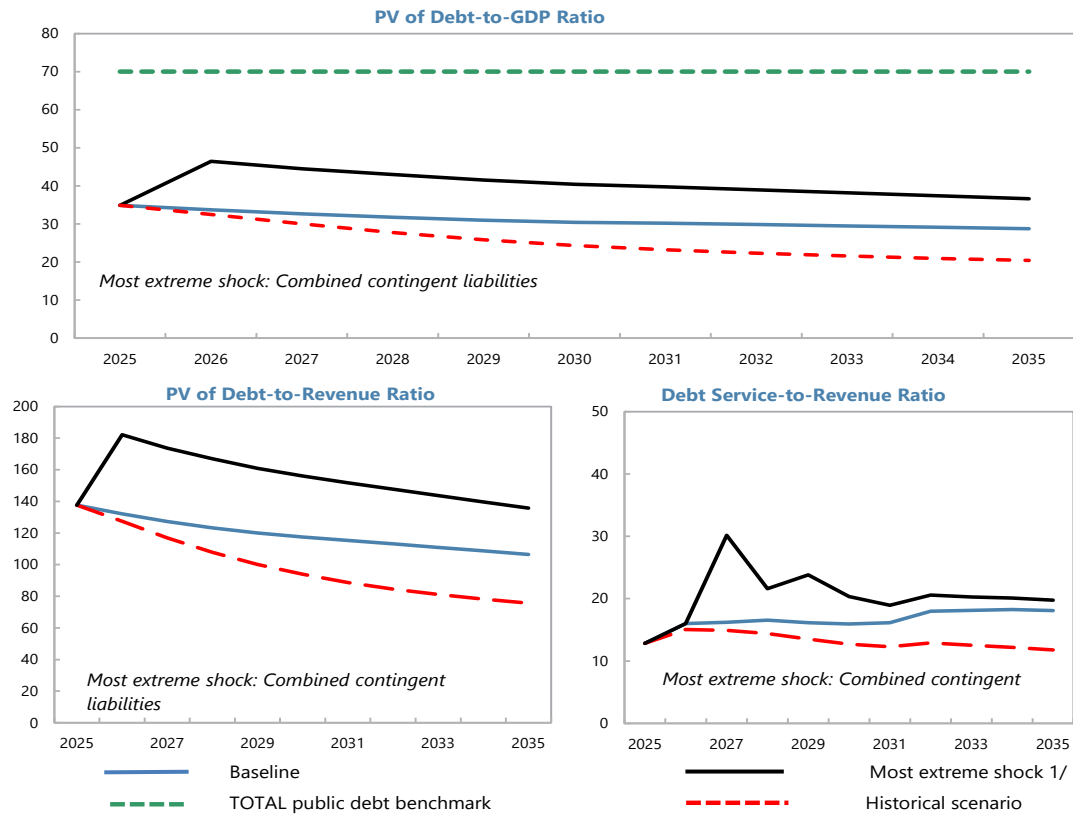 PV of Debt-to-GDP Ratio
80
70
60
50
40
30
20
10
0
Most extreme shock: Combined contingent liabilities
2025 2026 2027 2028 2029 2030 2031 2032 2033 2034 2035
PV of Debt-to-Revenue Ratio
200
180
160
140
120
100
80
60
40
20
0
Most extreme shock: Combined contingent
liabilities
2025 2027 2029 2031 2033 2035
Debt Service-to-Revenue Ratio
50
40
30
20
10
0
Most extreme shock: Combined contingent
2025 2027 2029 2031 2033 2035
Baseline
Most extreme shock 1/
TOTAL public debt benchmark
Historical scenario